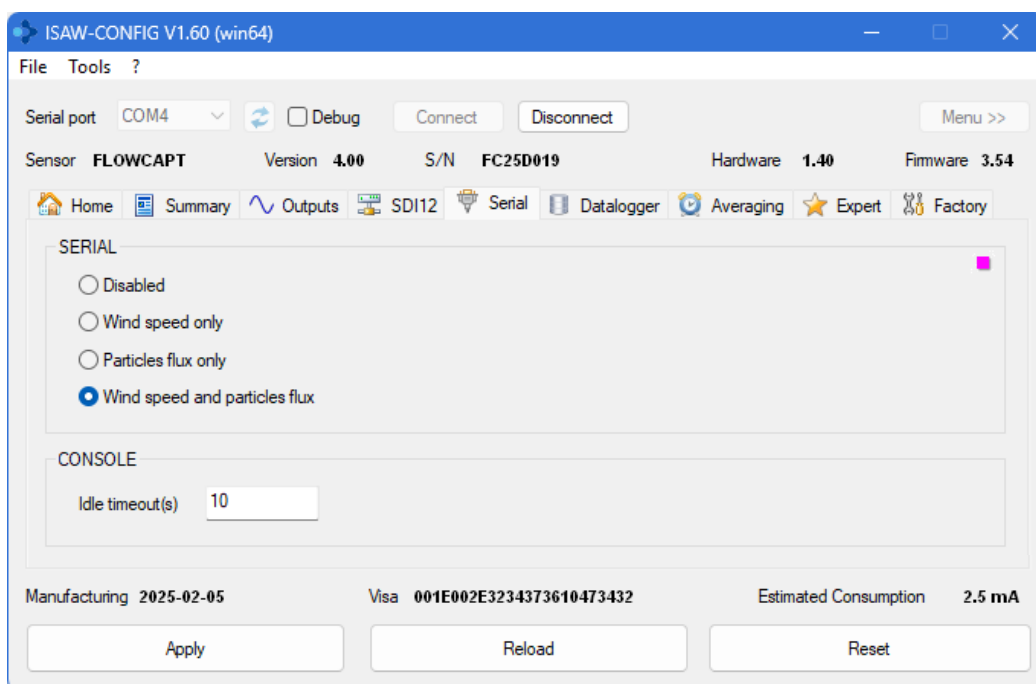 ISAW-CONFIG V1.60 (win64)
File Tools ?
Serial port COM4 Debug Connect Disconnect Menu >>
Sensor FLOWCAPT Version 4.00 S/N FC25D019 Hardware 1.40 Firmware 3.54
Home Summary Outputs SDI12 Serial Datalogger Averaging Expert Factory
SERIAL
Disabled
Wind speed only
Particles flux only
Wind speed and particles flux
CONSOLE
Idle timeout(s) 10
Manufacturing 2025-02-05 Visa 001E002E3234373610473432 Estimated Consumption 2.5 mA
Apply Reload Reset